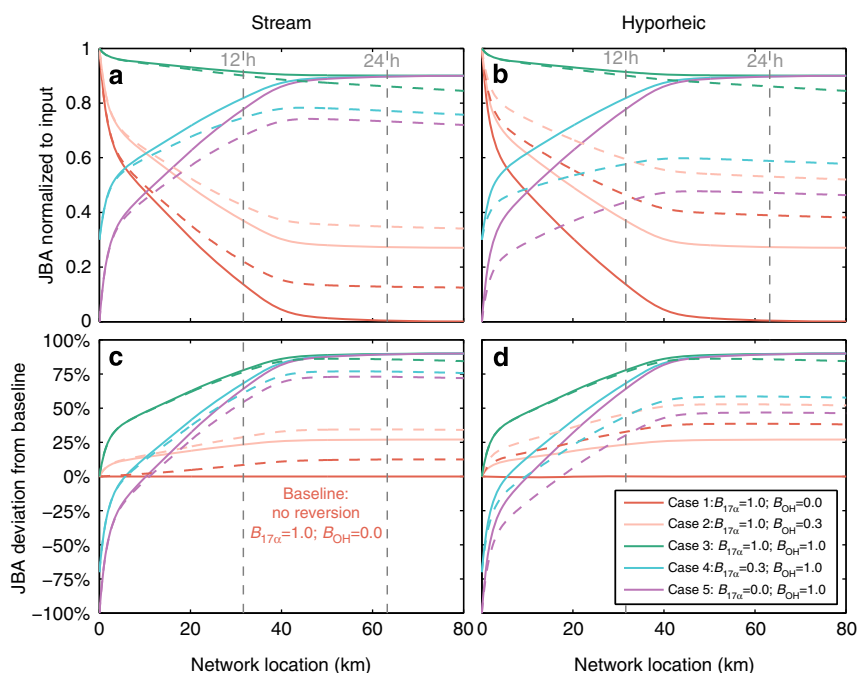 Stream
Hyporheic
JBA normalized to input
1
0.8
0.6
0.4
0.2
0
a
12 h
24 h
b
12 h
24 h
JBA deviation from baseline
100%
75%
50%
25%
0%
−25%
−50%
−75%
−100%
c
Baseline:
no reversion
B17α=1.0; BOH=0.0
d
Case 1:B17α=1.0; BOH=0.0
Case 2:B17α=1.0; BOH=0.3
Case 3: B17α=1.0; BOH=1.0
Case 4:B17α=0.3; BOH=1.0
Case 5: B17α=0.0; BOH=1.0
0 20 40 60 80
0 20 40 60 80
Network location (km)
Network location (km)